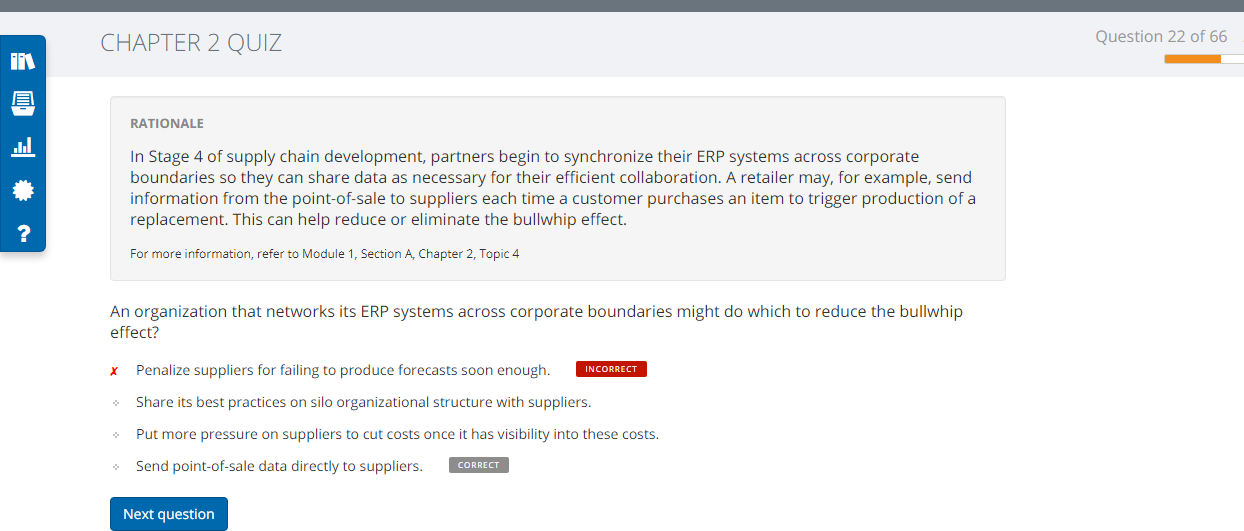 CHAPTER 2 QUIZ
Question 22 of 66
RATIONALE
In Stage 4 of supply chain development, partners begin to synchronize their ERP systems across corporate
boundaries so they can share data as necessary for their efficient collaboration. A retailer may, for example, send
information from the point-of-sale to suppliers each time a customer purchases an item to trigger production of a
replacement. This can help reduce or eliminate the bullwhip effect.
For more information, refer to Module 1, Section A, Chapter 2, Topic 4
An organization that networks its ERP systems across corporate boundaries might do which to reduce the bullwhip
effect?
✗ Penalize suppliers for failing to produce forecasts soon enough. INCORRECT
Share its best practices on silo organizational structure with suppliers.
Put more pressure on suppliers to cut costs once it has visibility into these costs.
Send point-of-sale data directly to suppliers. CORRECT
Next question
?